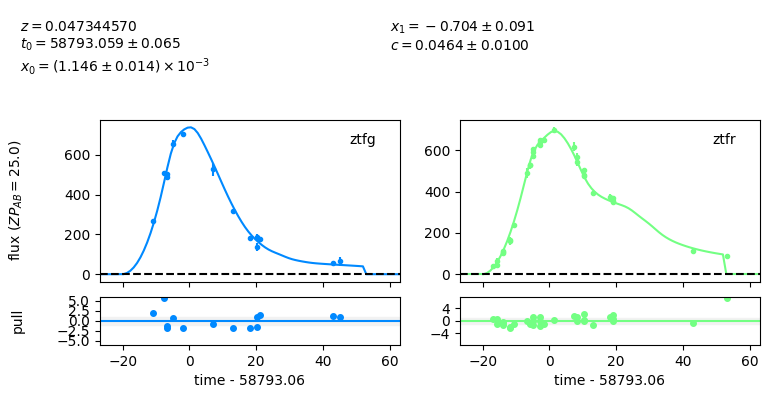 z = 0.047344570
t₀ = 58793.059 ± 0.065
x₀ = (1.146 ± 0.014) × 10⁻³
x₁ = −0.704 ± 0.091
c = 0.0464 ± 0.0100
flux (ZP_AB = 25.0)
600
400
200
0
ztfg
600
400
200
0
ztfr
pull
5.0
2.5
0.0
−2.5
−5.0
4
0
−4
−20 0 20 40 60
time - 58793.06
−20 0 20 40 60
time - 58793.06